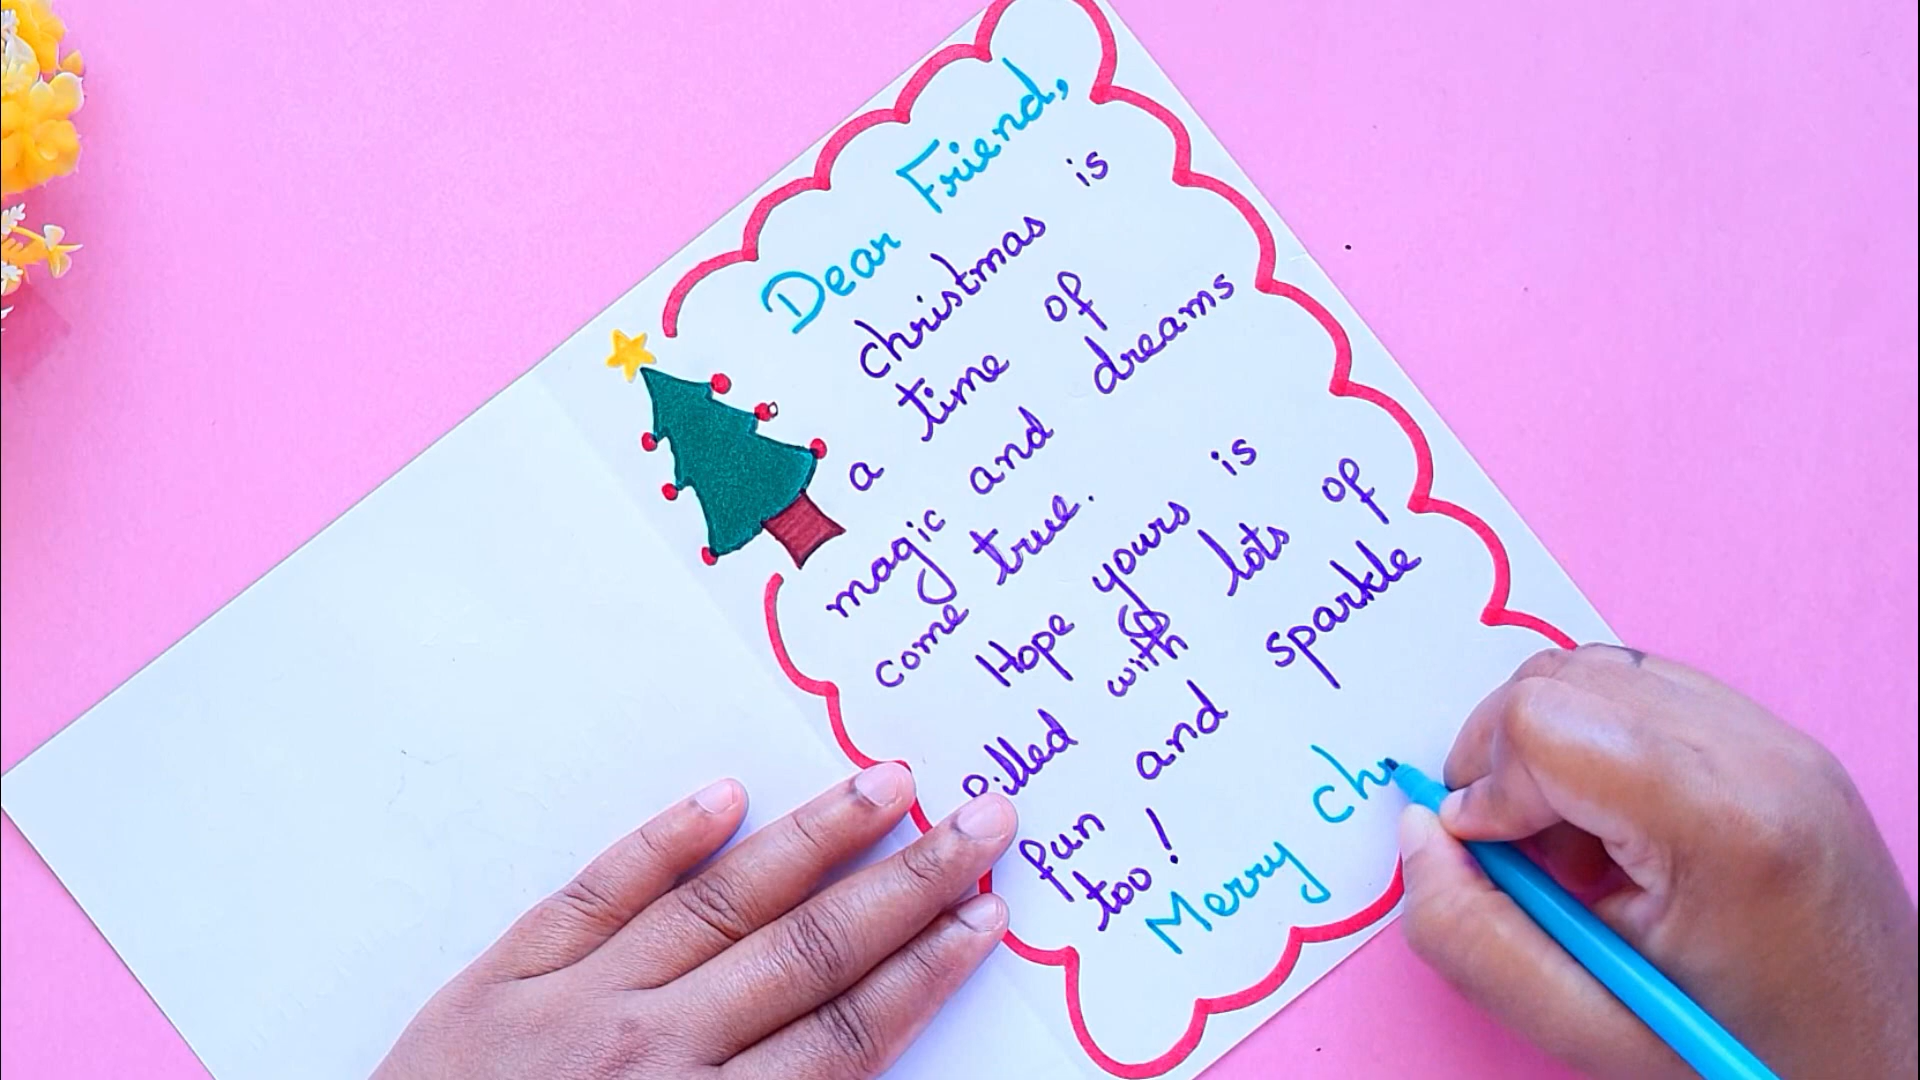 Dear Friend,
christmas is
a time of
magic and dreams
come true.
Hope yours is
filled with lots of
fun and sparkle
too!
Merry ch